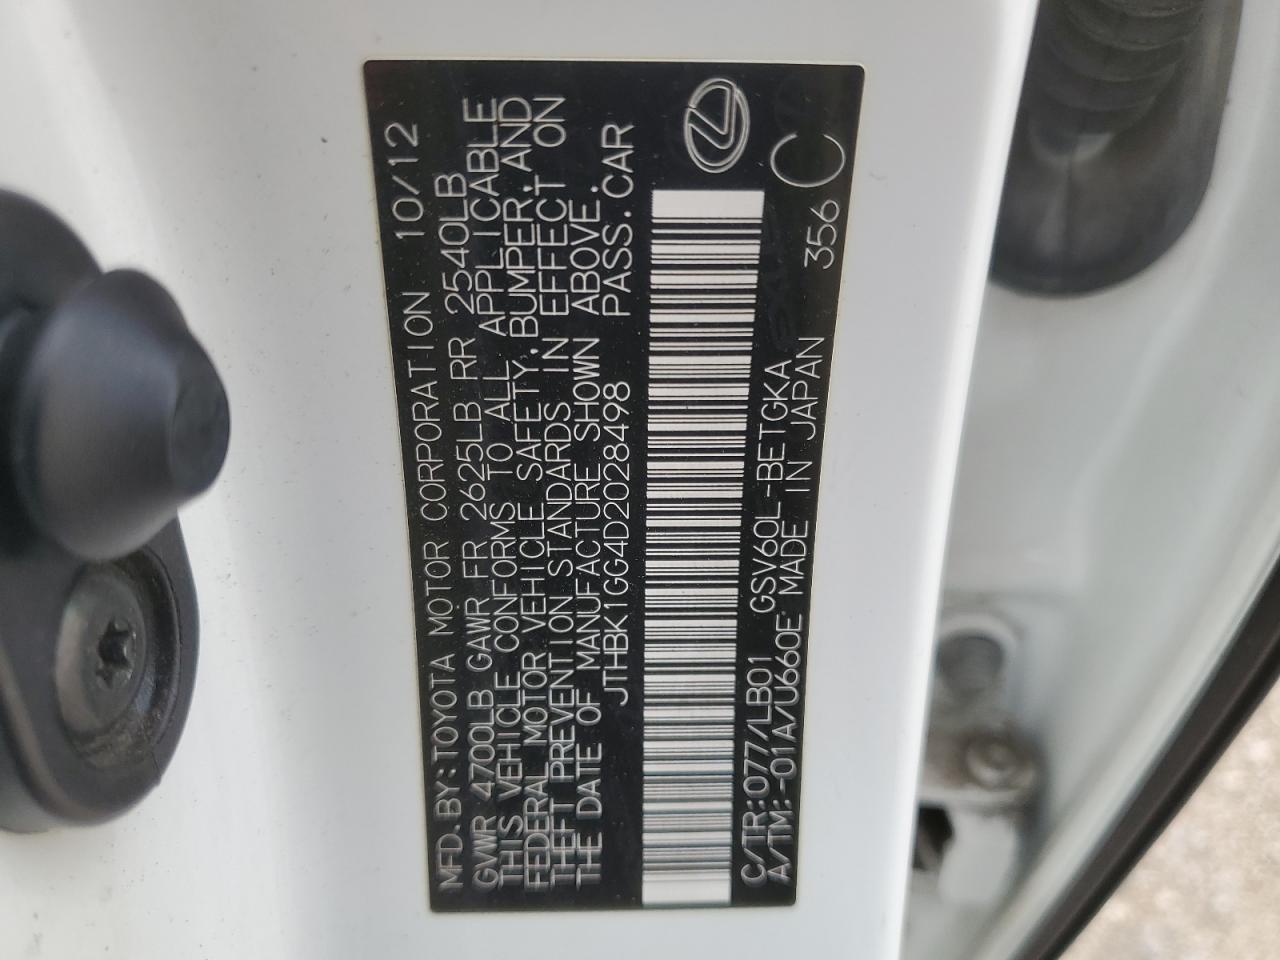 MFD. BY: TOYOTA MOTOR CORPORATION 10/12
GVWR 4700LB GAWR FR 2625LB RR 2540LB
THIS VEHICLE CONFORMS TO ALL APPLICABLE
FEDERAL MOTOR VEHICLE SAFETY, BUMPER, AND
THEFT PREVENTION STANDARDS IN EFFECT ON
THE DATE OF MANUFACTURE SHOWN ABOVE.
JTHBK1GG4D2028498 PASS. CAR
C/TR:077/LB01 GSV60L-BETGKA
A/TM:-01A/U660E MADE IN JAPAN 356 C